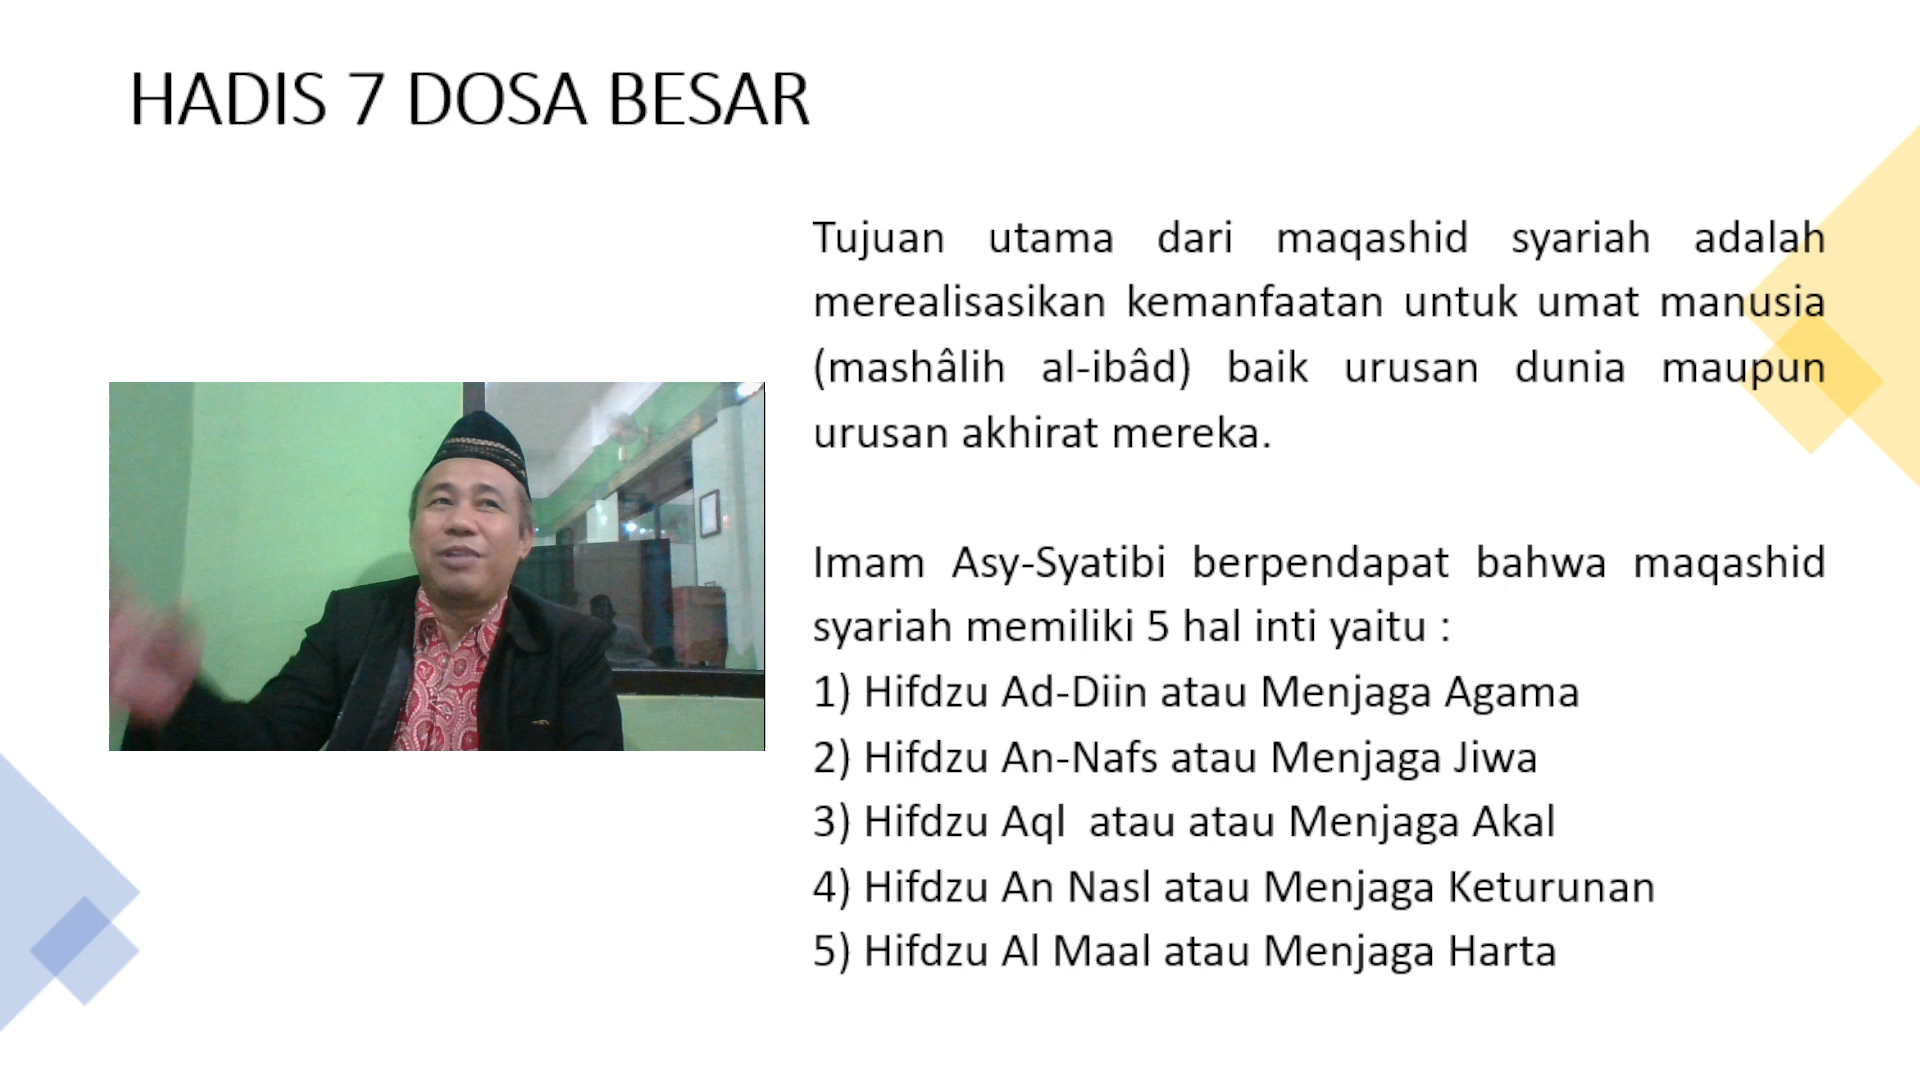 HADIS 7 DOSA BESAR
Tujuan utama dari maqashid syariah adalah
merealisasikan kemanfaatan untuk umat manusia
(mashâlih al-ibâd) baik urusan dunia maupun
urusan akhirat mereka.
Imam Asy-Syatibi berpendapat bahwa maqashid
syariah memiliki 5 hal inti yaitu :
1) Hifdzu Ad-Diin atau Menjaga Agama
2) Hifdzu An-Nafs atau Menjaga Jiwa
3) Hifdzu Aql  atau atau Menjaga Akal
4) Hifdzu An Nasl atau Menjaga Keturunan
5) Hifdzu Al Maal atau Menjaga Harta